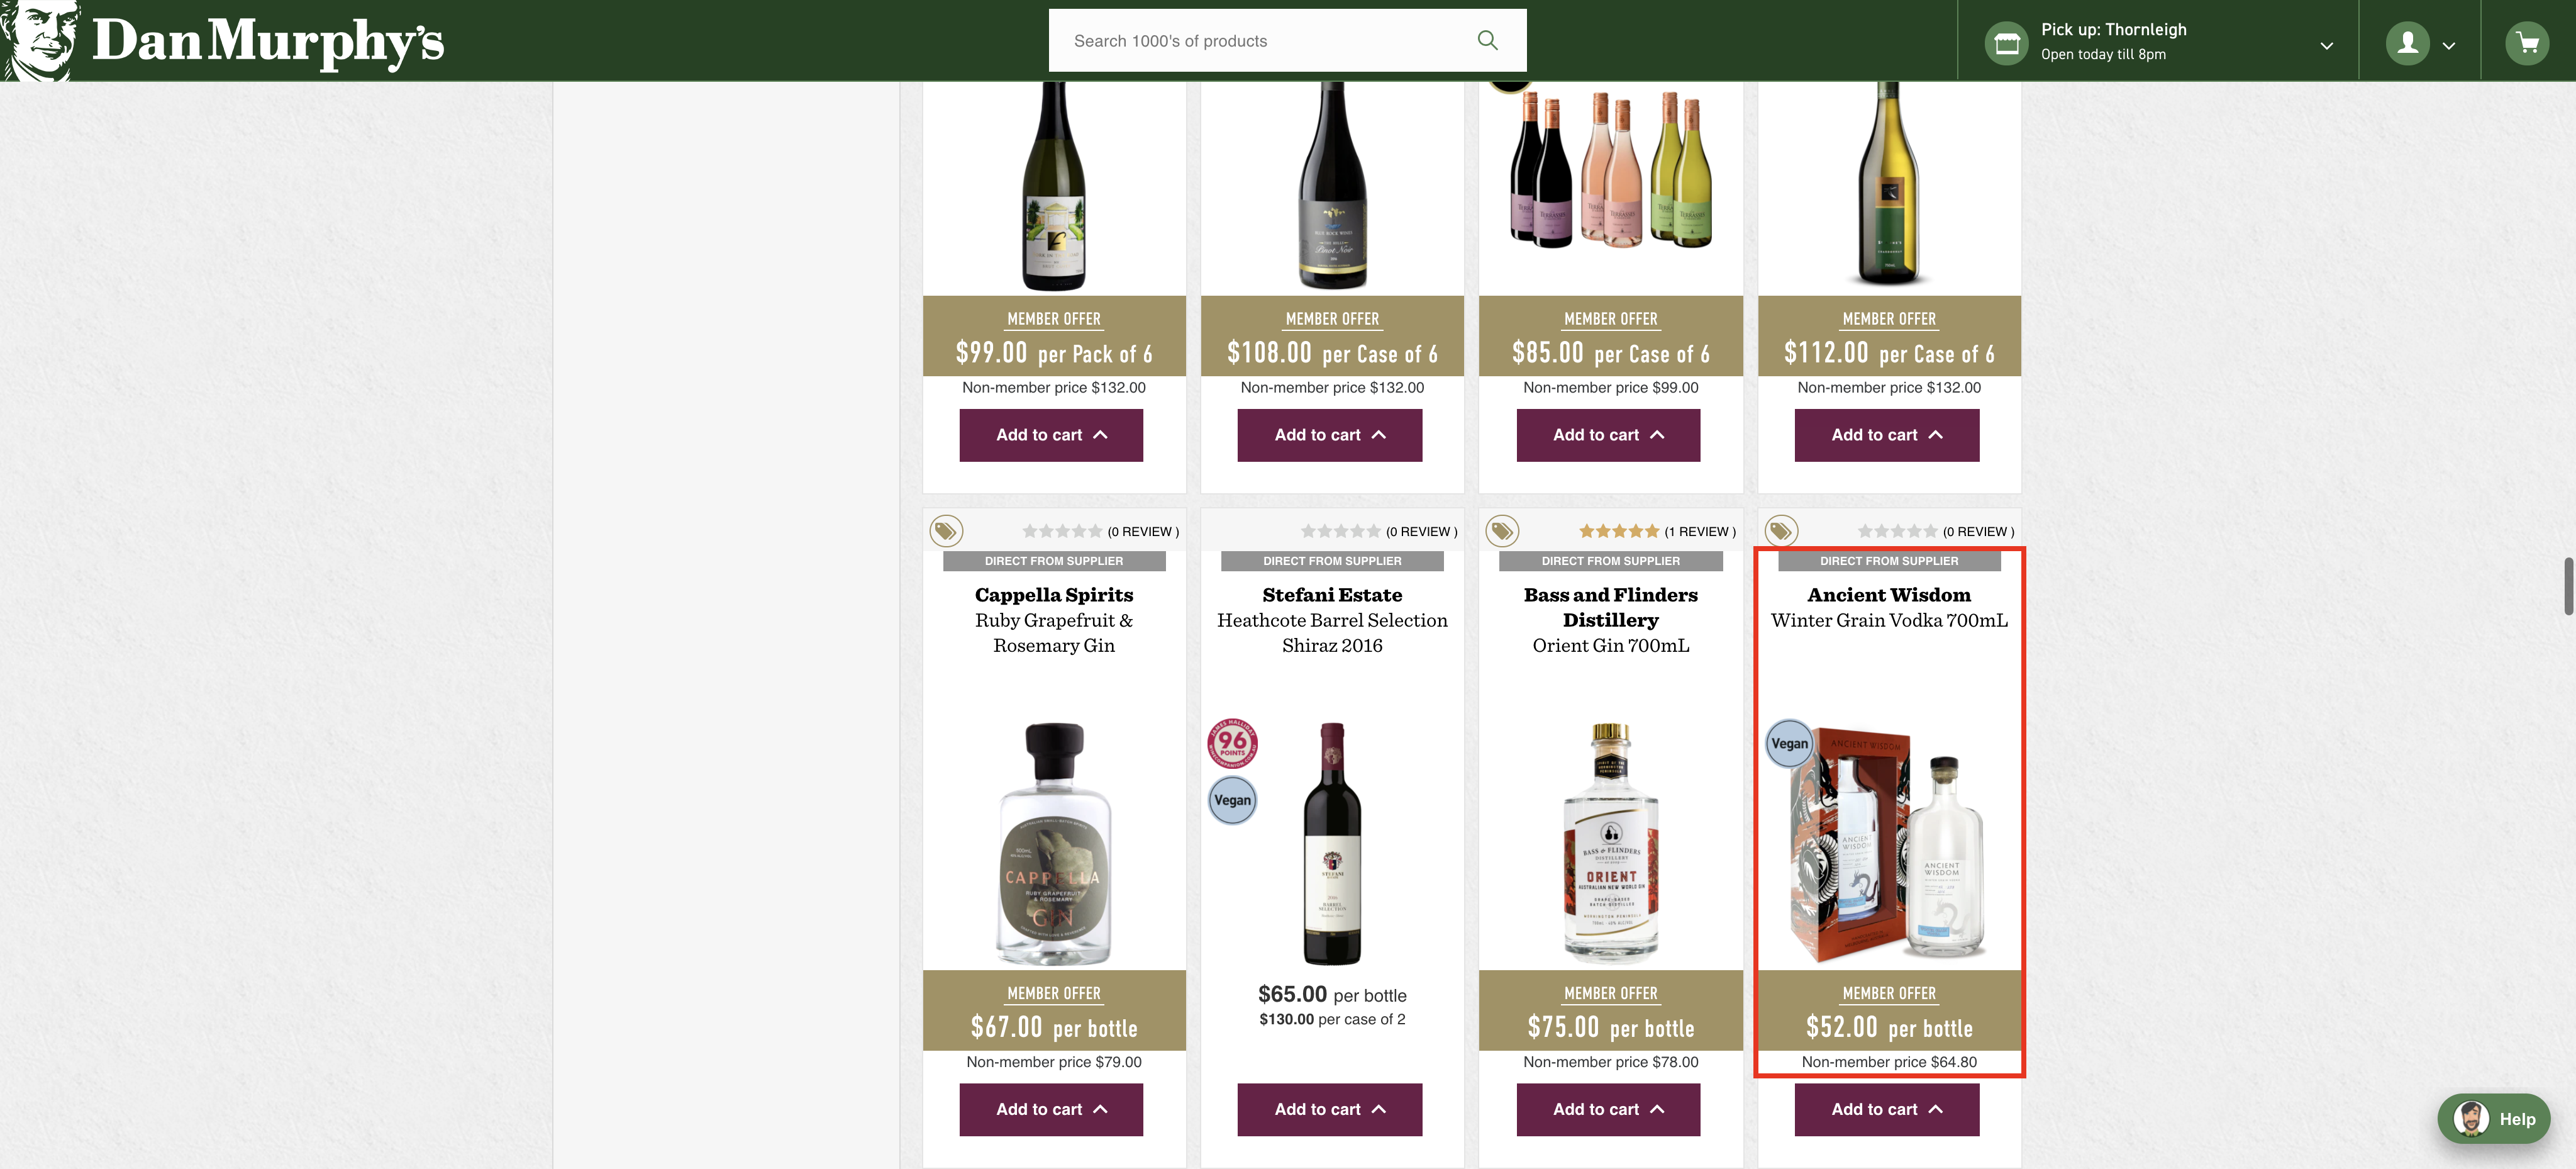 Dan Murphy's
Search 1000's of products
Pick up: Thornleigh
Open today till 8pm
MEMBER OFFER
$99.00 per Pack of 6
Non-member price $132.00
Add to cart
MEMBER OFFER
$108.00 per Case of 6
Non-member price $132.00
Add to cart
MEMBER OFFER
$85.00 per Case of 6
Non-member price $99.00
Add to cart
MEMBER OFFER
$112.00 per Case of 6
Non-member price $132.00
Add to cart
(0 REVIEW )
DIRECT FROM SUPPLIER
Cappella Spirits
Ruby Grapefruit &
Rosemary Gin
CAPPELLA
RUBY GRAPEFRUIT
& ROSEMARY
GIN
MEMBER OFFER
$67.00 per bottle
Non-member price $79.00
Add to cart
(0 REVIEW )
DIRECT FROM SUPPLIER
Stefani Estate
Heathcote Barrel Selection
Shiraz 2016
96
POINTS
Vegan
$65.00 per bottle
$130.00 per case of 2
Add to cart
(1 REVIEW )
DIRECT FROM SUPPLIER
Bass and Flinders
Distillery
Orient Gin 700mL
BASS & FLINDERS
DISTILLERY
ORIENT
AUSTRALIAN NEW WORLD GIN
MEMBER OFFER
$75.00 per bottle
Non-member price $78.00
Add to cart
(0 REVIEW )
DIRECT FROM SUPPLIER
Ancient Wisdom
Winter Grain Vodka 700mL
Vegan
ANCIENT WISDOM
ANCIENT
WISDOM
ANCIENT
WISDOM
MEMBER OFFER
$52.00 per bottle
Non-member price $64.80
Add to cart
Help